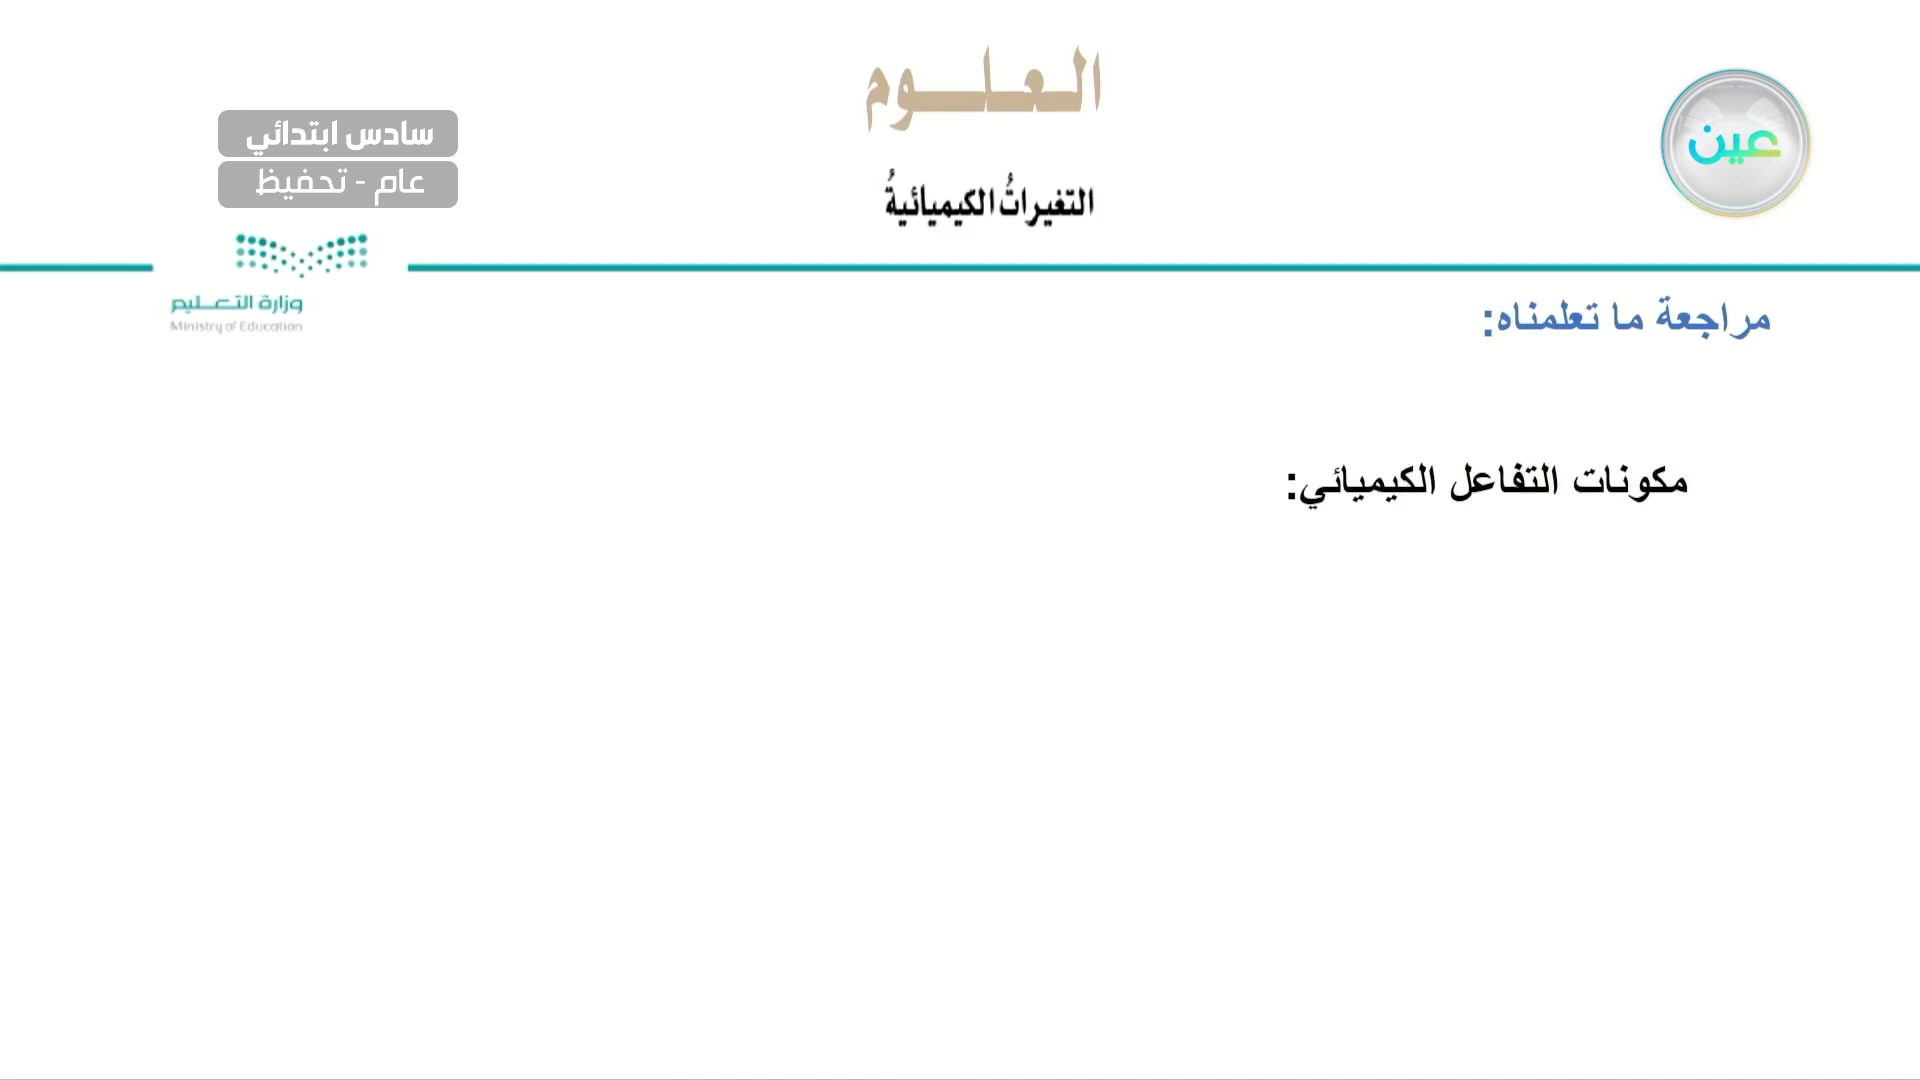 العلوم
عين
سادس ابتدائي
عام - تحفيظ
التغيراتُ الكيميائيةُ
وزارة التعليم
Ministry of Education
مراجعة ما تعلمناه:
مكونات التفاعل الكيميائي: